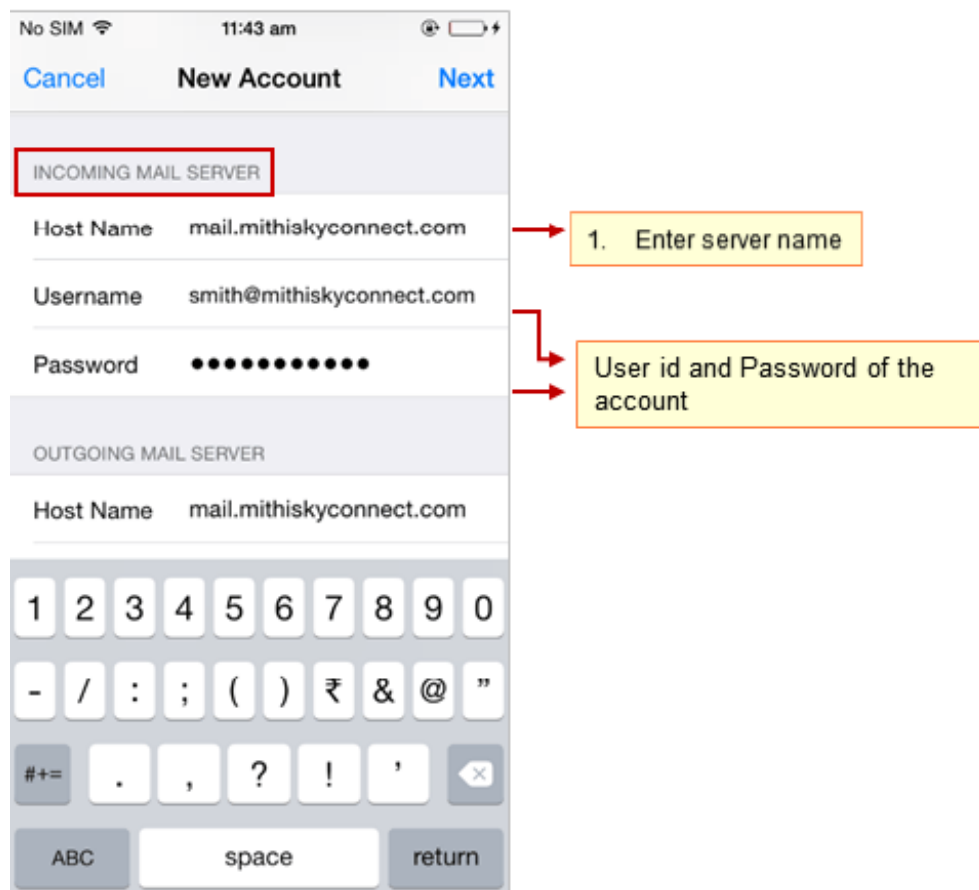 No SIM 11:43 am
Cancel New Account Next
INCOMING MAIL SERVER
Host Name mail.mithiskyconnect.com
1. Enter server name
Username smith@mithiskyconnect.com
Password ●●●●●●●●●●●
User id and Password of the
account
OUTGOING MAIL SERVER
Host Name mail.mithiskyconnect.com
1 2 3 4 5 6 7 8 9 0
- / : ; ( ) ₹ & @ ”
#+= . , ? ! ’
ABC space return